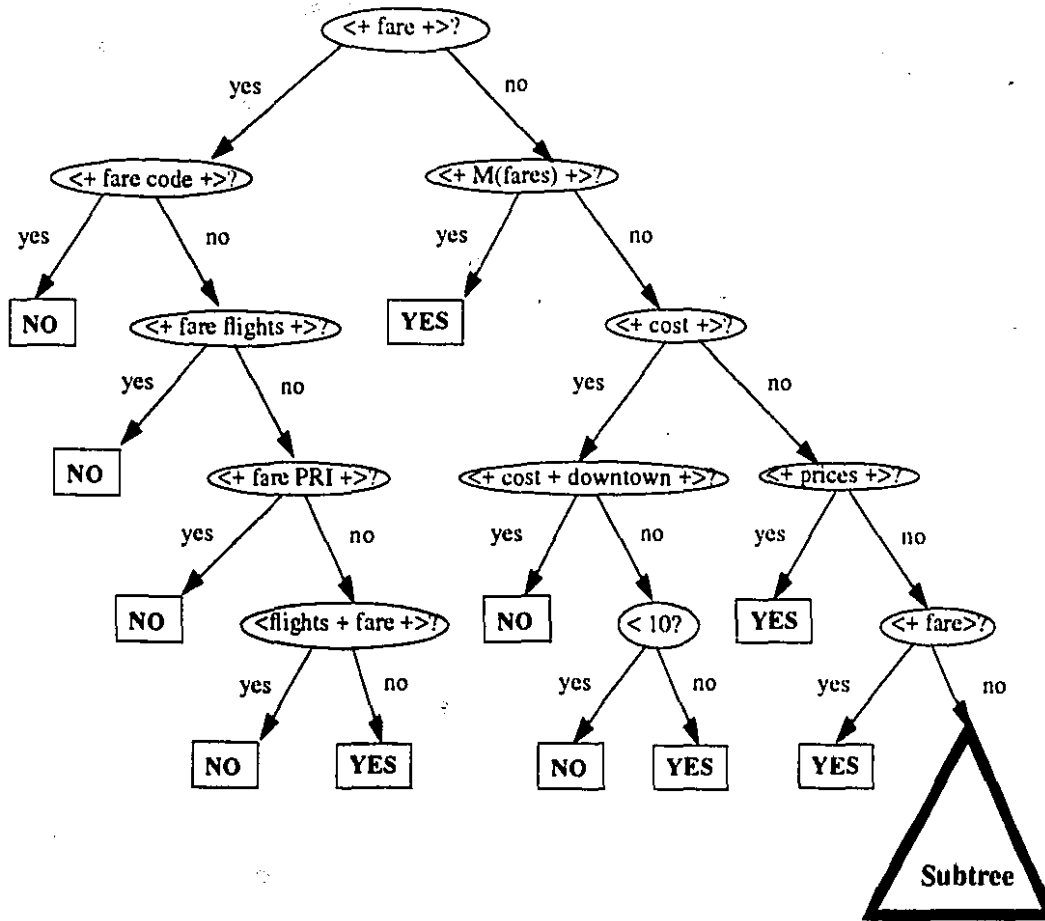 <+ fare +>?
yes
no
<+ fare code +>?
<+ M(fares) +>?
yes
no
yes
no
NO
<+ fare flights +>?
YES
<+ cost +>?
yes
no
yes
no
NO
<+ fare PRI +>?
<+ cost + downtown +>?
<+ prices +>?
yes
no
yes
no
yes
no
NO
<flights + fare +>?
NO
< 10?
YES
<+ fare>?
yes
no
yes
no
yes
no
NO
YES
NO
YES
YES
Subtree